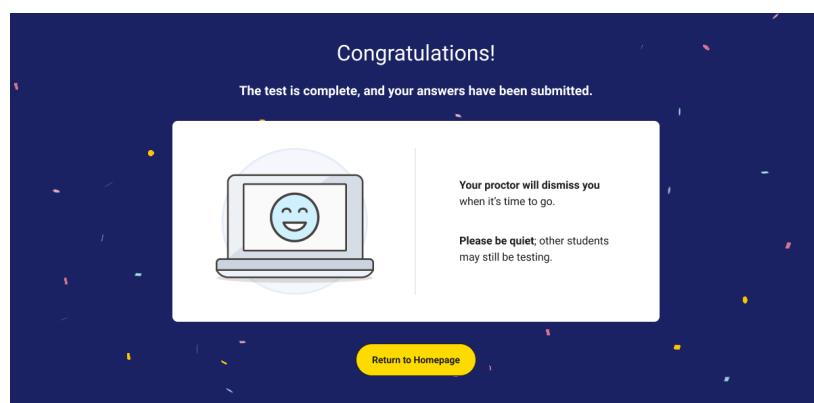 Congratulations!
The test is complete, and your answers have been submitted.
Your proctor will dismiss you
when it's time to go.
Please be quiet; other students
may still be testing.
Return to Homepage